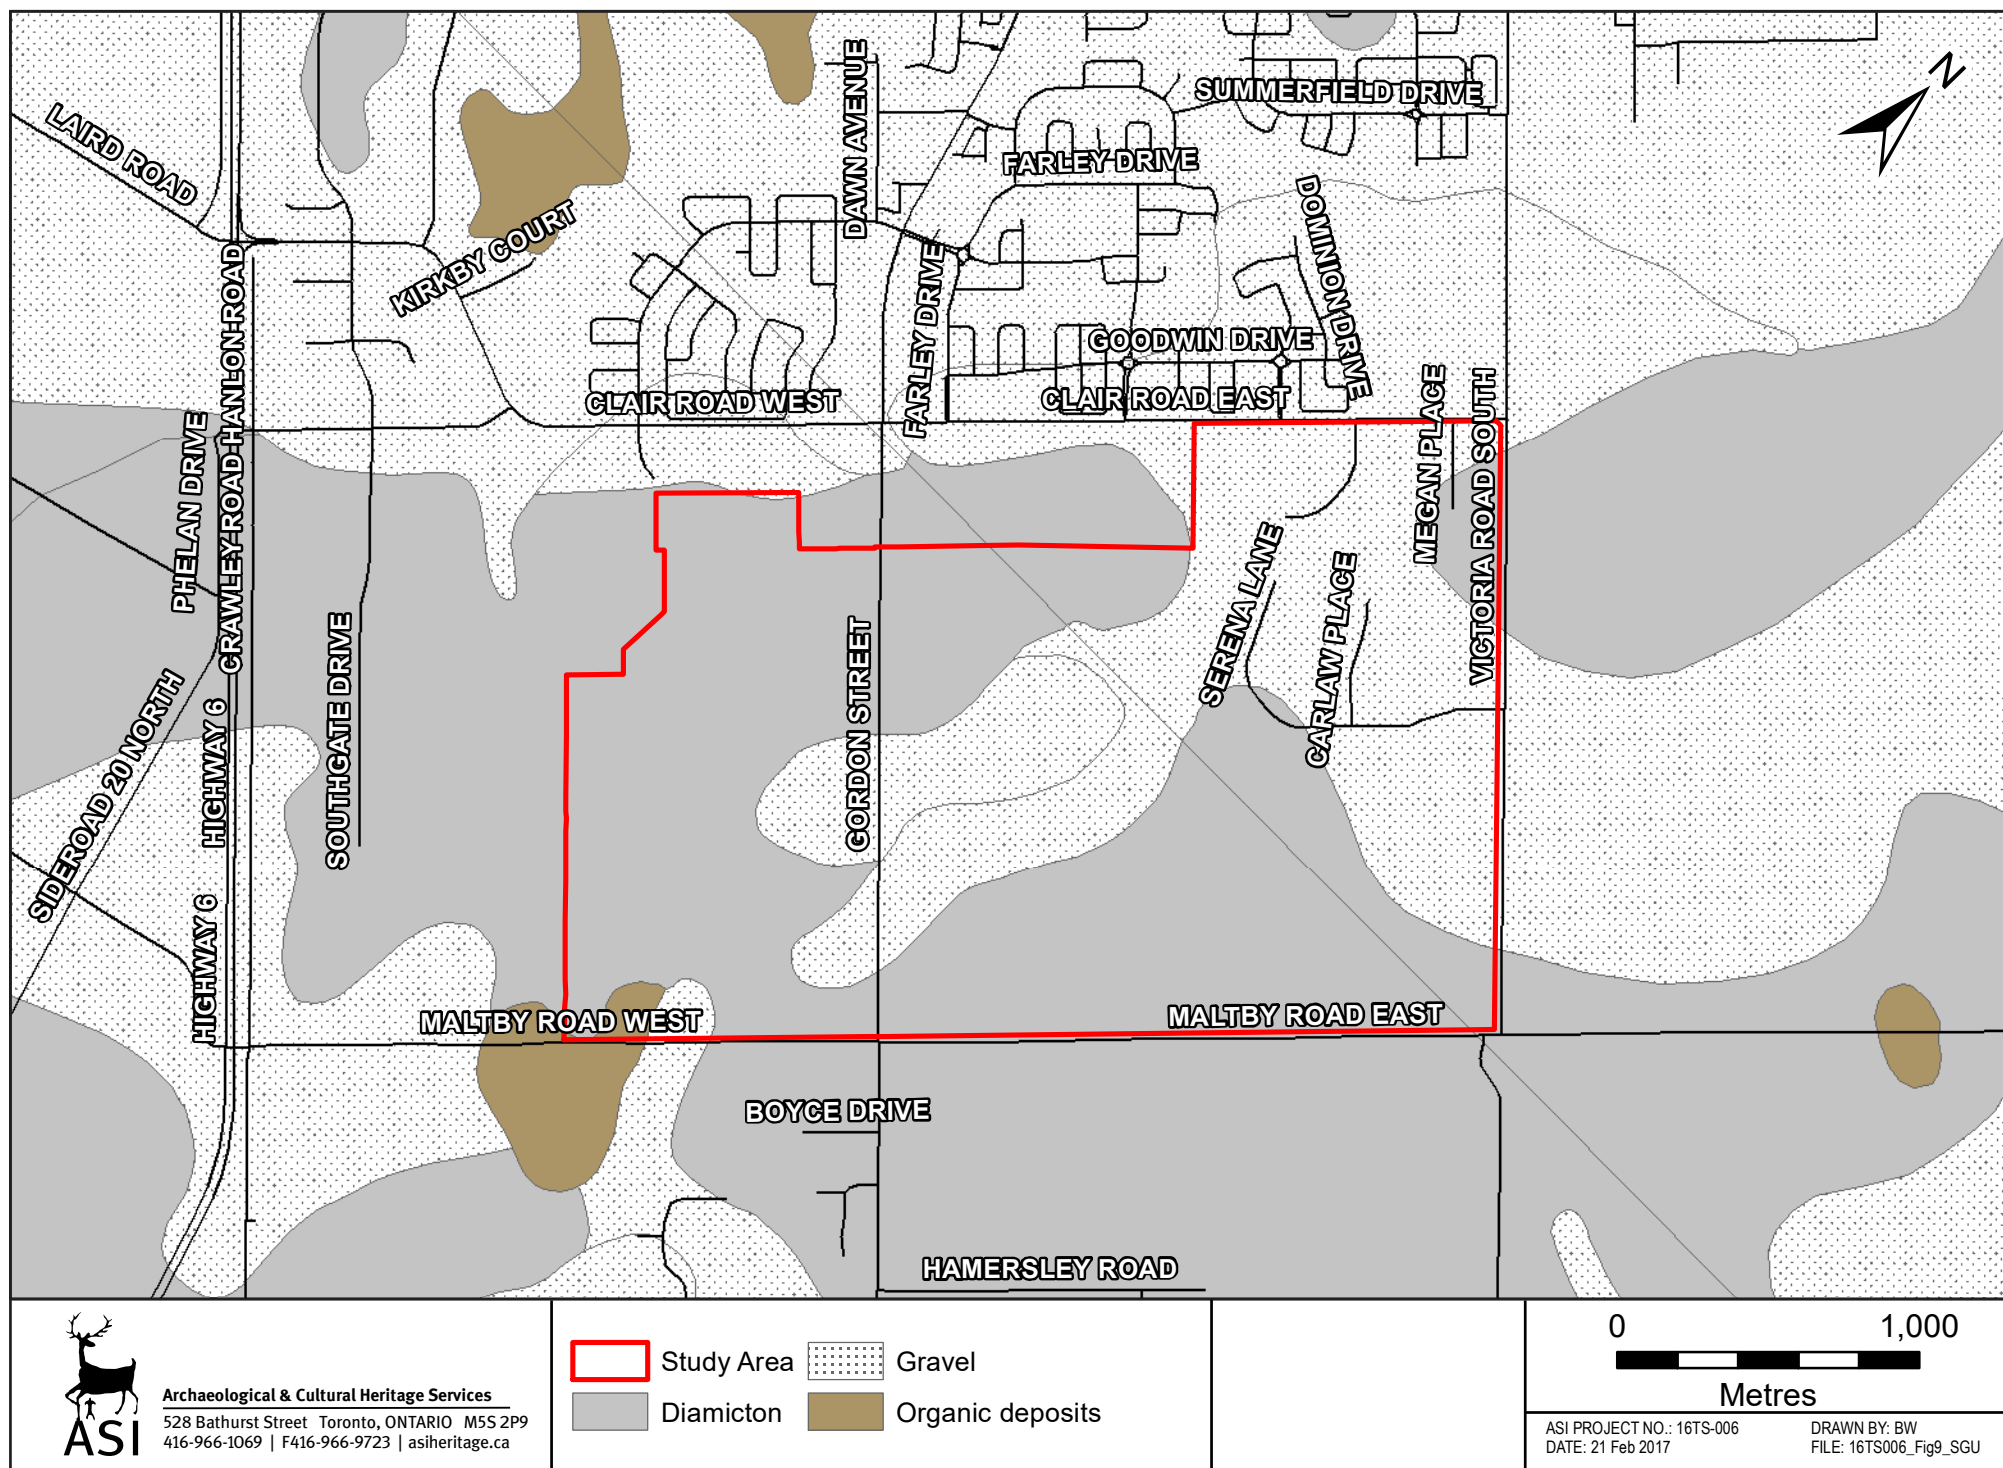 N
SUMMERFIELD DRIVE
LAIRD ROAD
DAWN AVENUE
FARLEY DRIVE
KIRKBY COURT
DOMINION DRIVE
CRAWLEY ROAD-HANLON ROAD
FARLEY DRIVE
GOODWIN DRIVE
CLAIR ROAD WEST
CLAIR ROAD EAST
PHELAN DRIVE
MEGAN PLACE
VICTORIA ROAD SOUTH
SERENA LANE
CARLAW PLACE
SOUTHGATE DRIVE
GORDON STREET
SIDEROAD 20 NORTH
HIGHWAY 6
HIGHWAY 6
MALTBY ROAD WEST
MALTBY ROAD EAST
BOYCE DRIVE
HAMERSLEY ROAD
ASI
Archaeological & Cultural Heritage Services
528 Bathurst Street Toronto, ONTARIO M5S 2P9
416-966-1069 | F416-966-9723 | asiheritage.ca
Study Area
Gravel
Diamicton
Organic deposits
0 1,000
Metres
ASI PROJECT NO.: 16TS-006
DRAWN BY: BW
DATE: 21 Feb 2017
FILE: 16TS006_Fig9_SGU